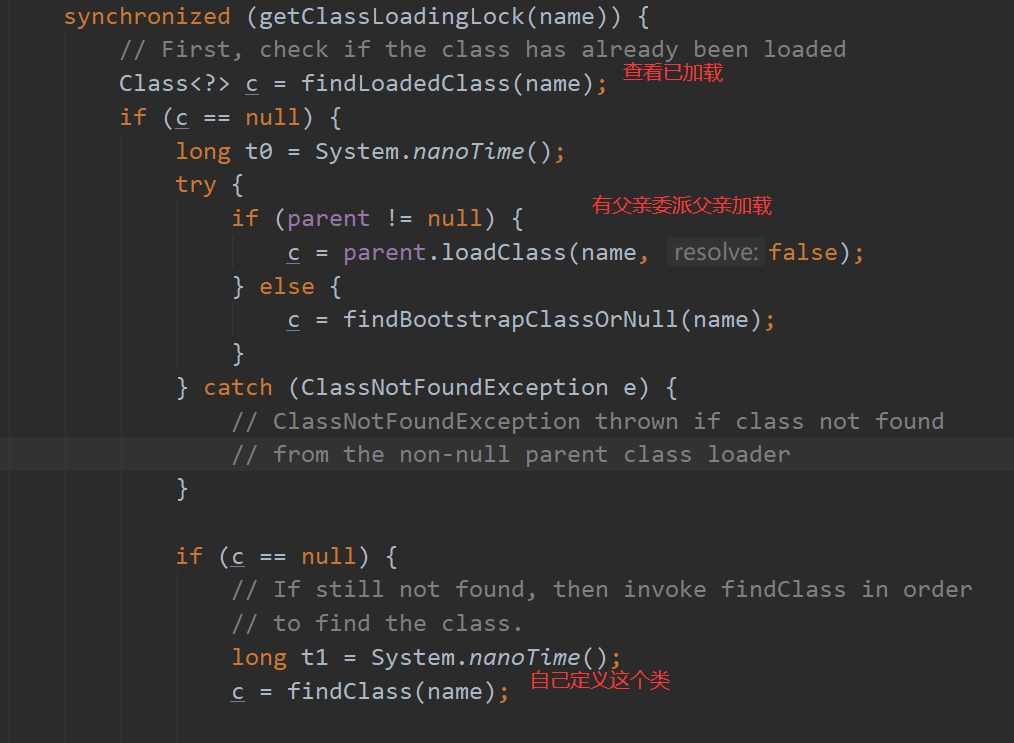 synchronized (getClassLoadingLock(name)) {
// First, check if the class has already been loaded
Class<?> c = findLoadedClass(name); 查看已加载
if (c == null) {
long t0 = System.nanoTime();
try {
if (parent != null) { 有父亲委派父亲加载
c = parent.loadClass(name, resolve: false);
} else {
c = findBootstrapClassOrNull(name);
}
} catch (ClassNotFoundException e) {
// ClassNotFoundException thrown if class not found
// from the non-null parent class loader
}
if (c == null) {
// If still not found, then invoke findClass in order
// to find the class.
long t1 = System.nanoTime();
c = findClass(name); 自己定义这个类